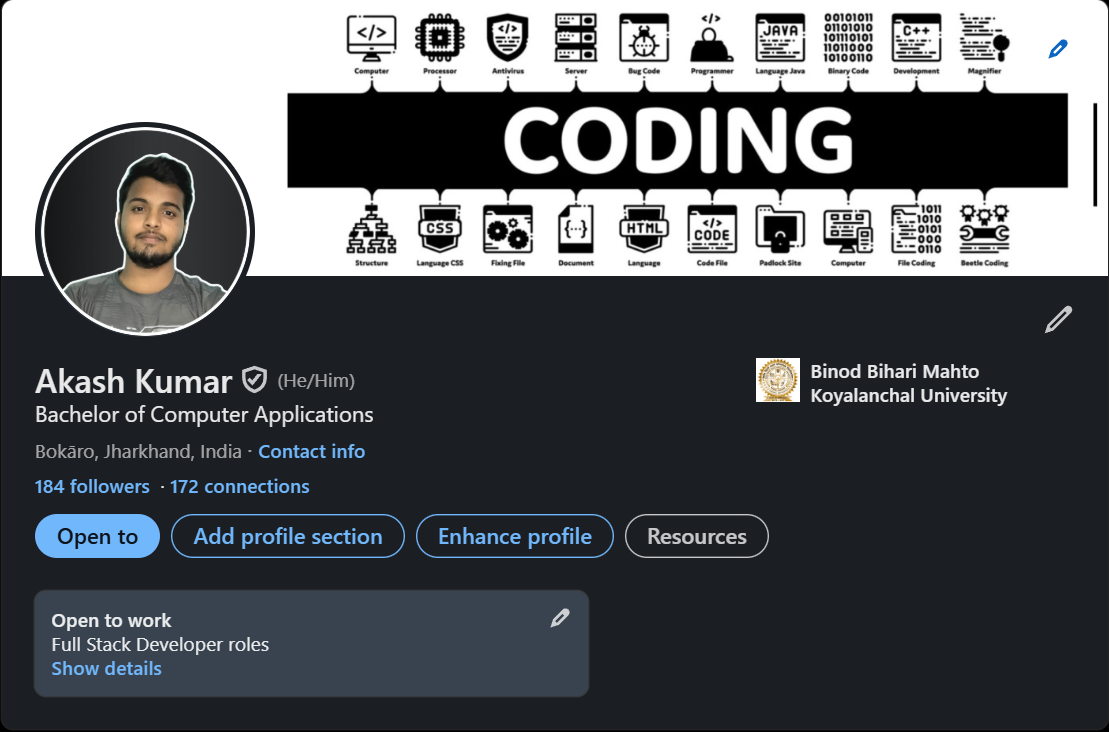 Computer
Processor
Antivirus
Server
Bug Code
Programmer
Language Java
Binary Code
Development
Magnifier
</>
</>
</>
JAVA
00101011
01101010
10111010
11011000
10100110
C++
CODING
CSS
{··}
HTML
</>
CODE
1011
1010
0101
000
0110
Structure
Language CSS
Fixing File
Document
Language
Code File
Padlock Site
Computer
File Coding
Beetle Coding
Akash Kumar (He/Him)
Bachelor of Computer Applications
Bokāro, Jharkhand, India · Contact info
184 followers · 172 connections
Binod Bihari Mahto
Koyalanchal University
Open to
Add profile section
Enhance profile
Resources
Open to work
Full Stack Developer roles
Show details